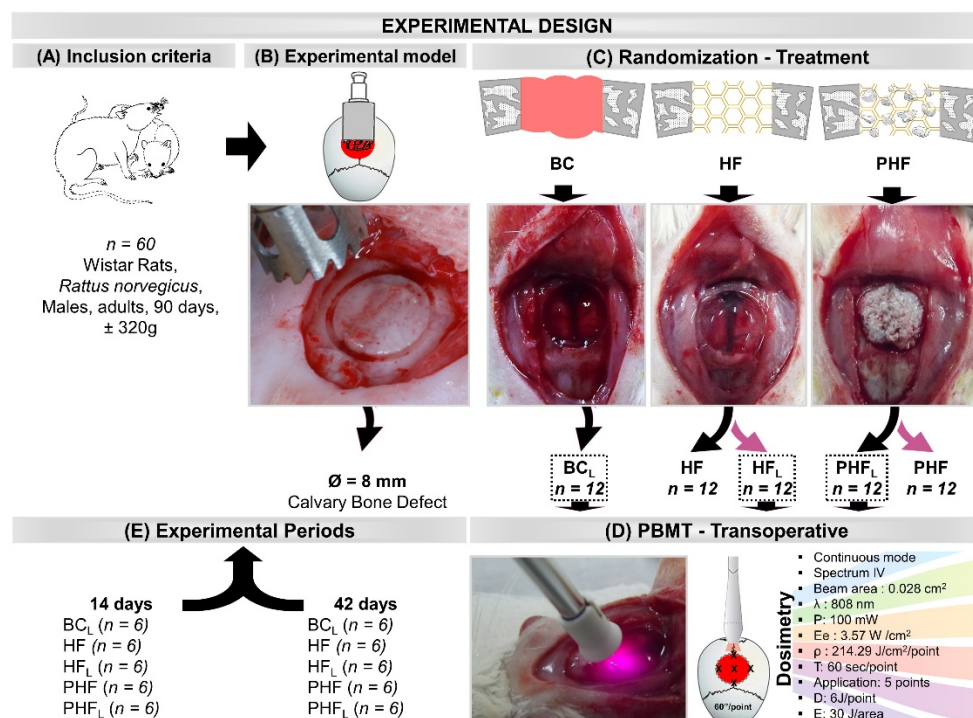 EXPERIMENTAL DESIGN
(A) Inclusion criteria
n = 60
Wistar Rats,
Rattus norvegicus,
Males, adults, 90 days,
± 320g
(B) Experimental model
Ø = 8 mm
Calvary Bone Defect
(C) Randomization - Treatment
BC
HF
PHF
BCL
n = 12
HF
n = 12
HFL
n = 12
PHFL
n = 12
PHF
n = 12
(D) PBMT - Transoperative
60"/point
Dosimetry
▪ Continuous mode
▪ Spectrum IV
▪ Beam area : 0.028 cm²
▪ λ : 808 nm
▪ P: 100 mW
▪ Ee : 3.57 W /cm²
▪ ρ : 214.29 J/cm²/point
▪ T: 60 sec/point
▪ Application: 5 points
▪ D: 6J/point
▪ E: 30 J/area
(E) Experimental Periods
14 days
BCL (n = 6)
HF (n = 6)
HFL (n = 6)
PHF (n = 6)
PHFL (n = 6)
42 days
BCL (n = 6)
HF (n = 6)
HFL (n = 6)
PHF (n = 6)
PHFL (n = 6)